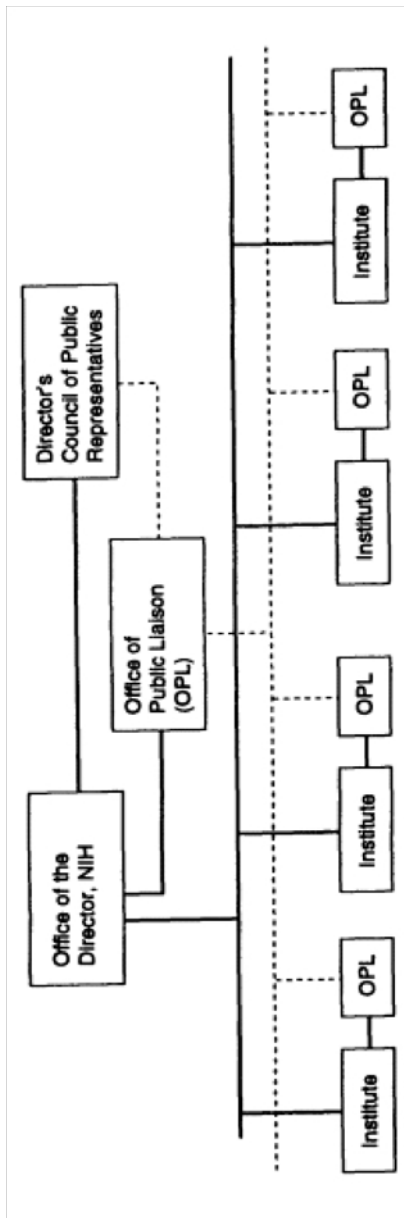 Office of the
Director, NIH
Director's
Council of Public
Representatives
Office of
Public Liaison
(OPL)
Institute
OPL
Institute
OPL
Institute
OPL
Institute
OPL